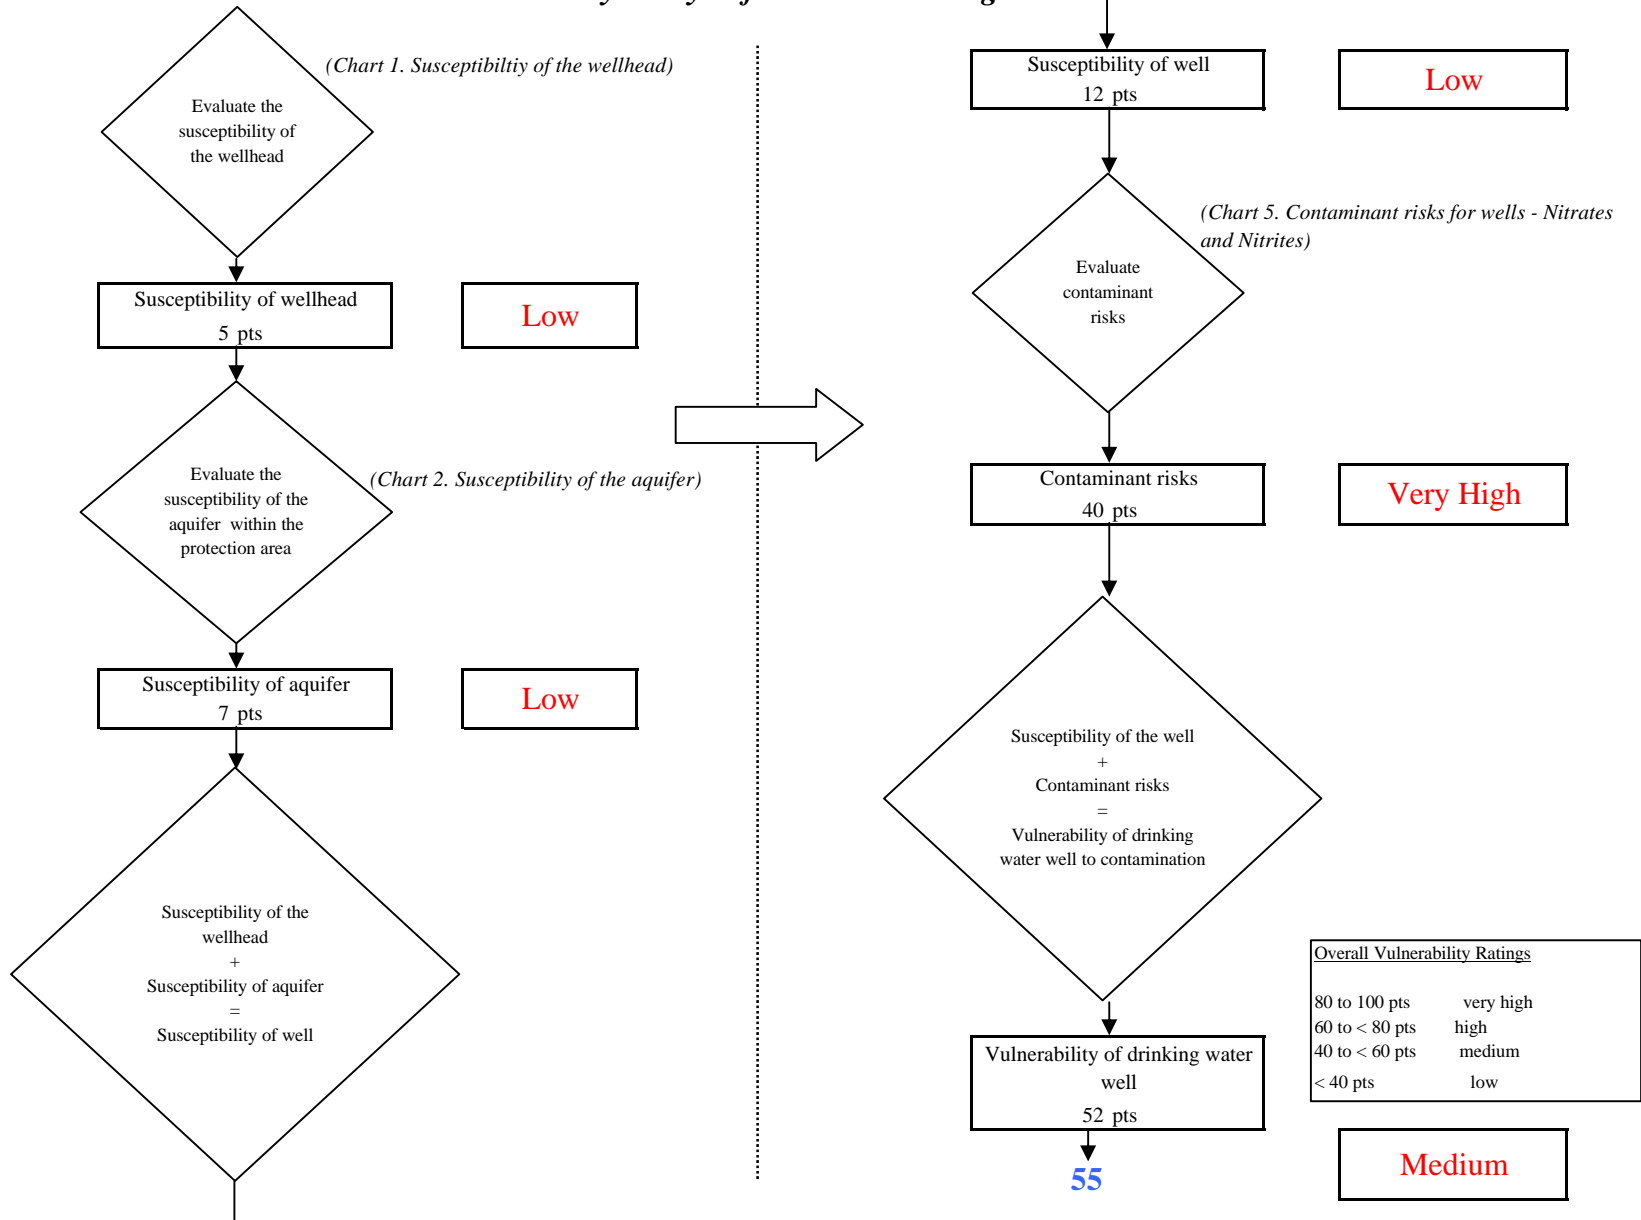 (Chart 1. Susceptibiltiy of the wellhead)
Evaluate the
susceptibility of
the wellhead
Susceptibility of wellhead
5 pts
Low
Evaluate the
susceptibility of the
aquifer within the
protection area
(Chart 2. Susceptibility of the aquifer)
Susceptibility of aquifer
7 pts
Low
Susceptibility of the
wellhead
+
Susceptibility of aquifer
=
Susceptibility of well
Susceptibility of well
12 pts
Low
(Chart 5. Contaminant risks for wells - Nitrates
and Nitrites)
Evaluate
contaminant
risks
Contaminant risks
40 pts
Very High
Susceptibility of the well
+
Contaminant risks
=
Vulnerability of drinking
water well to contamination
Overall Vulnerability Ratings
80 to 100 pts very high
60 to < 80 pts high
40 to < 60 pts medium
< 40 pts low
Vulnerability of drinking water
well
52 pts
55
Medium